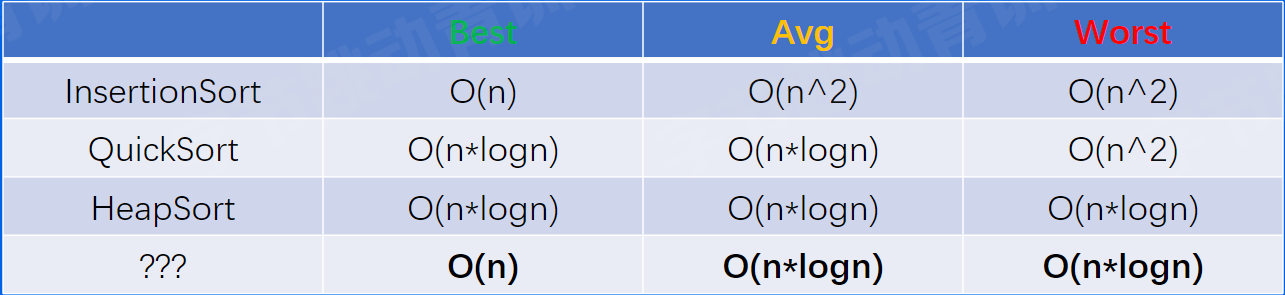 Best Avg Worst
InsertionSort O(n) O(n^2) O(n^2)
QuickSort O(n*logn) O(n*logn) O(n^2)
HeapSort O(n*logn) O(n*logn) O(n*logn)
??? O(n) O(n*logn) O(n*logn)